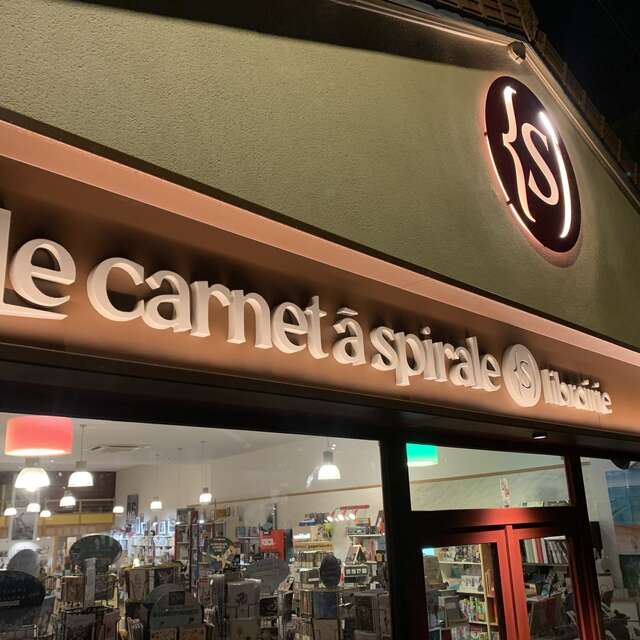 {S}
le carnet à spirale {S} librairie